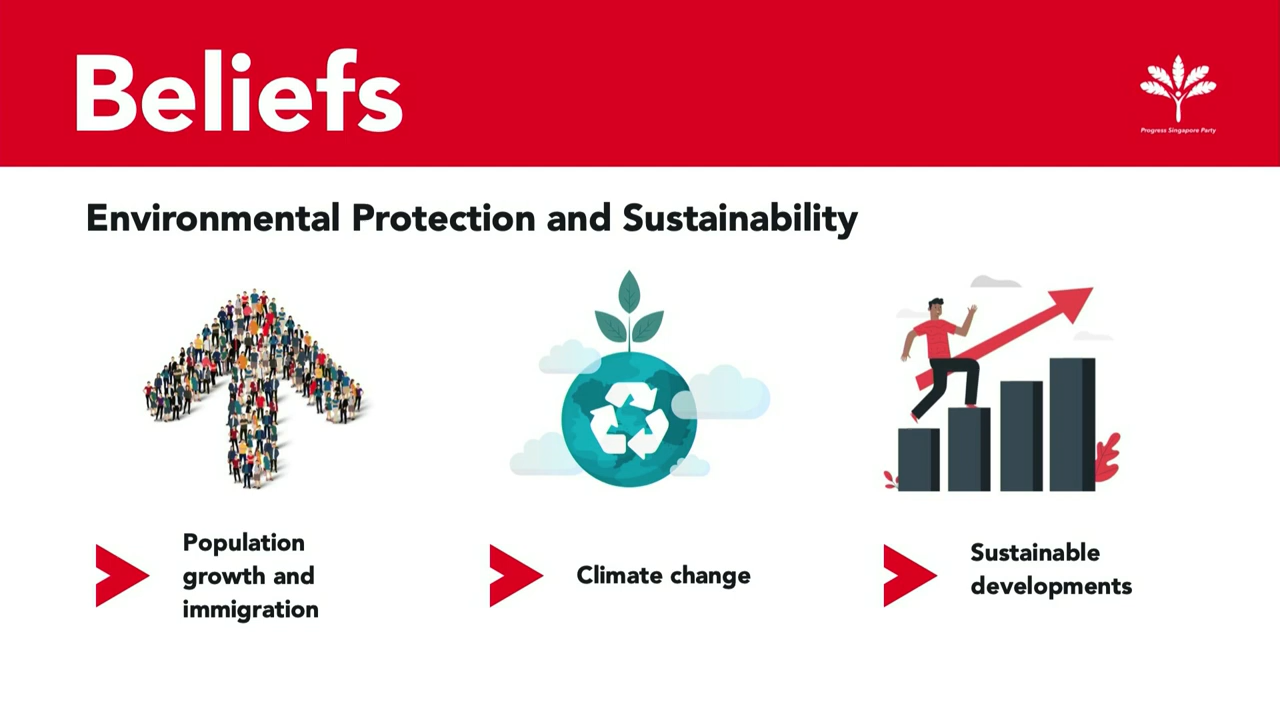 Beliefs
Progress Singapore Party
Environmental Protection and Sustainability
Population
growth and
immigration
Climate change
Sustainable
developments